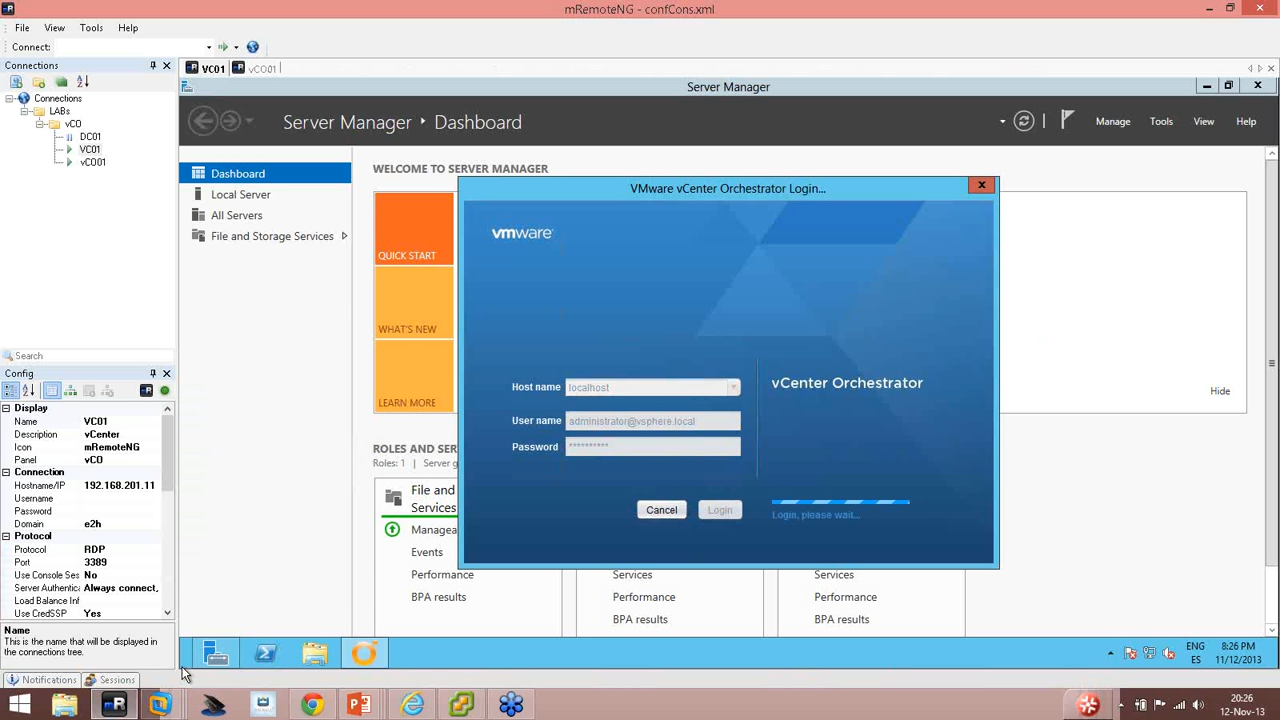 mRemoteNG - confCons.xml
File View Tools Help
Connect:
Connections
Connections
LABs
vCO
DC01
VC01
vCO01
Search
Config
Display
Name VC01
Description vCenter
Icon mRemoteNG
Panel vCO
Connection
Hostname/IP 192.168.201.11
Username
Password
Domain e2h
Protocol
Protocol RDP
Port 3389
Use Console Ses No
Server Authentic Always connect,
Load Balance Inf
Use CredSSP Yes
Name
This is the name that will be displayed in
the connections tree.
Notifications Sessions
VC01 vCO01
Server Manager
Server Manager Dashboard
Manage Tools View Help
Dashboard
Local Server
All Servers
File and Storage Services
WELCOME TO SERVER MANAGER
QUICK START
WHAT'S NEW
LEARN MORE
Hide
ROLES AND SER
Roles: 1 | Server g
File and
Services
Managea
Events
Performance
BPA results
Services
Performance
BPA results
Services
Performance
BPA results
VMware vCenter Orchestrator Login...
vmware
Host name localhost
User name administrator@vsphere.local
Password **********
Cancel Login
vCenter Orchestrator
Login, please wait...
ENG
ES
8:26 PM
11/12/2013
20:26
12-Nov-13